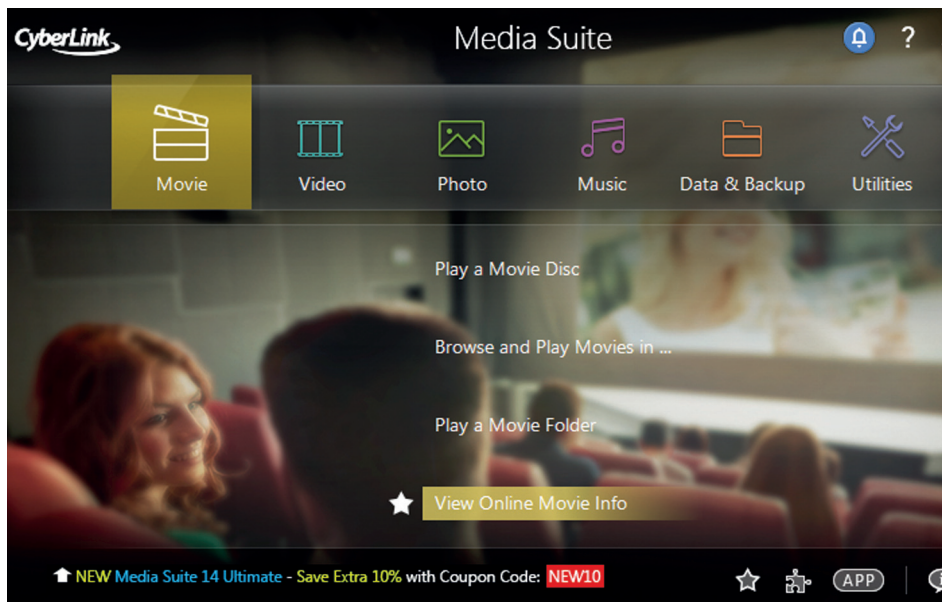 CyberLink
Media Suite
?
Movie
Video
Photo
Music
Data & Backup
Utilities
Play a Movie Disc
Browse and Play Movies in ...
Play a Movie Folder
View Online Movie Info
NEW Media Suite 14 Ultimate - Save Extra 10% with Coupon Code: NEW10
APP